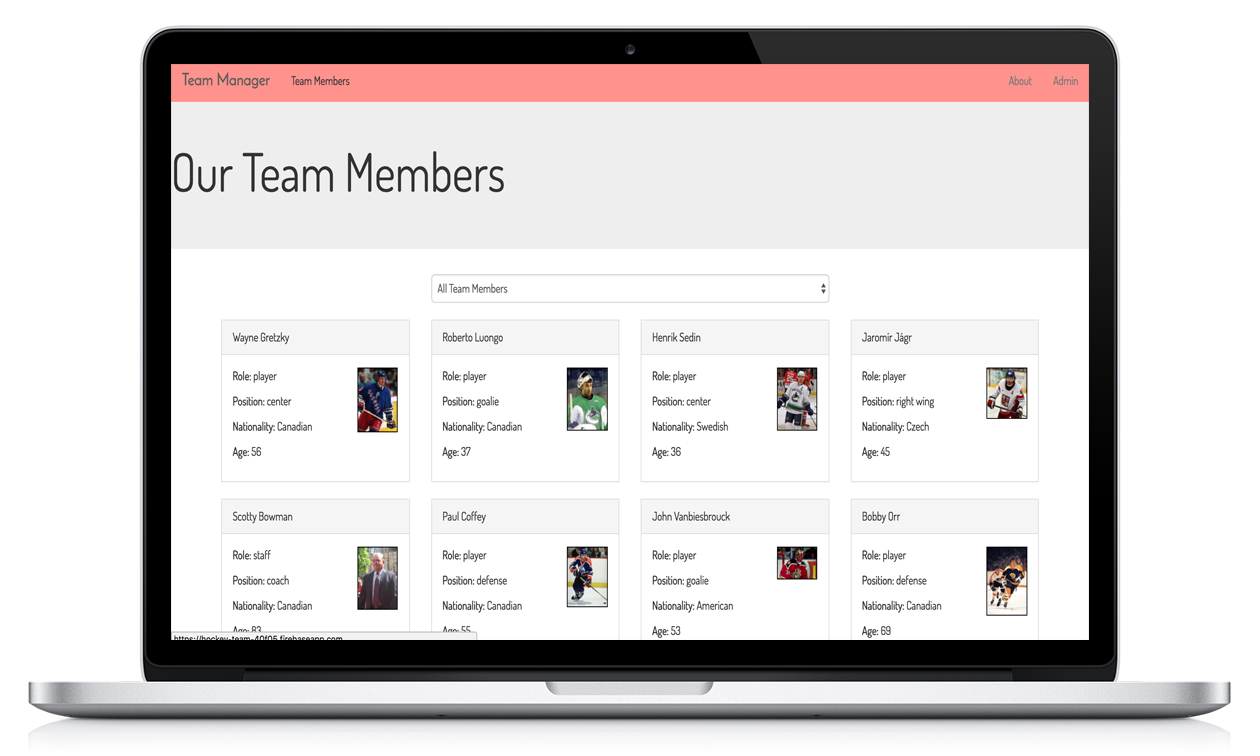 Team Manager Team Members About Admin
Our Team Members
All Team Members
Wayne Gretzky
Role: player
Position: center
Nationality: Canadian
Age: 56
Roberto Luongo
Role: player
Position: goalie
Nationality: Canadian
Age: 37
Henrik Sedin
Role: player
Position: center
Nationality: Swedish
Age: 36
Jaromír Jágr
Role: player
Position: right wing
Nationality: Czech
Age: 45
Scotty Bowman
Role: staff
Position: coach
Nationality: Canadian
Age: 83
Paul Coffey
Role: player
Position: defense
Nationality: Canadian
Age: 55
John Vanbiesbrouck
Role: player
Position: goalie
Nationality: American
Age: 53
Bobby Orr
Role: player
Position: defense
Nationality: Canadian
Age: 69
https://hockey-team-40f05.firebaseapp.com